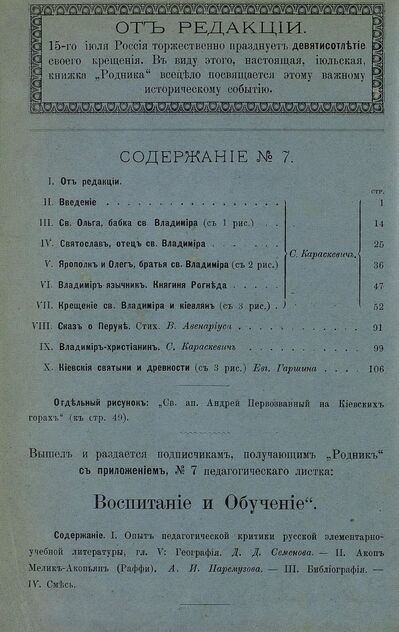 ОТЪ РЕДАКЦІИ.
15-го іюля Россія торжественно празднуетъ девятисотлѣтіе
своего крещенія. Въ виду этого, настоящая, іюльская,
книжка „Родника“ всецѣло посвящается этому важному
историческому событію.
СОДЕРЖАНІЕ № 7.
СТР.
I. Отъ редакціи.
II. Введеніе . . . . . . . . . . . . . . 1
III. Св. Ольга, бабка св Владиміра (съ 1 рис.) . . . 14
IV. Святославъ, отецъ св. Владиміра . . . . . . 25
С. Караскевичъ.
V. Ярополкъ и Олегъ, братья св. Владиміра (съ 2 рис.) 36
VI. Владиміръ язычникъ. Княгиня Рогнѣда . . . 47
VII. Крещеніе св. Владиміра и кіевлянъ (съ 3 рис.) . 52
VIII. Сказъ о Перунѣ. Стих. В. Авенаріуса . . . . . . . . 91
IX. Владиміръ-христіанинъ. С. Караскевичъ . . . . . . . . 99
X. Кіевскія святыни и древности (съ 3 рис.) Евг. Гаршина . . . . 106
Отдѣльный рисунокъ: „Св. ап. Андрей Первозванный на Кіевскихъ
горахъ“ (къ стр. 49).
Вышелъ и раздается подписчикамъ, получающимъ „Родникъ“
съ приложеніемъ, № 7 педагогическаго листка:
Воспитаніе и Обученіе“.
Содержаніе. I. Опытъ педагогической критики русской элементарно-
учебной литературы, гл. V: Географія. Д. Д. Семенова. — II. Акопъ
Меликъ-Акопьянъ (Раффи). А. И. Паремузова. — III. Библіографія. —
IV. Смѣсь.